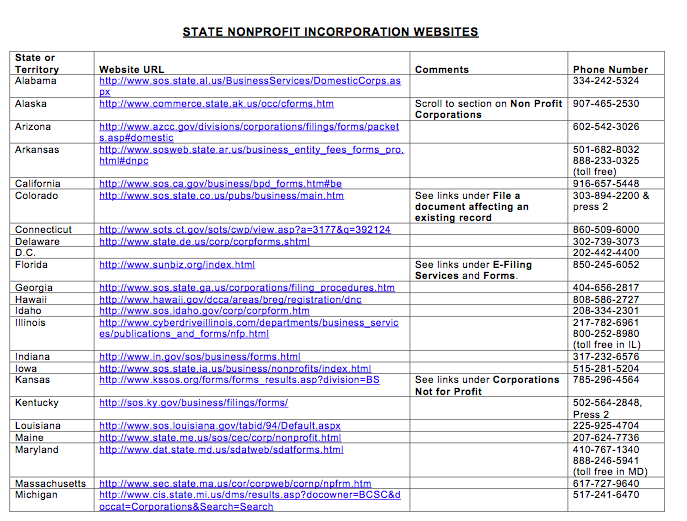 STATE NONPROFIT INCORPORATION WEBSITES
State or
Territory Website URL Comments Phone Number
Alabama http://www.sos.state.al.us/BusinessServices/DomesticCorps.as 334-242-5324
px
Alaska http://www.commerce.state.ak.us/occ/cforms.htm Scroll to section on Non Profit 907-465-2530
Corporations
Arizona http://www.azcc.gov/divisions/corporations/filings/forms/packet 602-542-3026
s.asp#domestic
Arkansas http://www.sosweb.state.ar.us/business_entity_fees_forms_pro. 501-682-8032
html#dnpc 888-233-0325
(toll free)
California http://www.sos.ca.gov/business/bpd_forms.htm#be 916-657-5448
Colorado http://www.sos.state.co.us/pubs/business/main.htm See links under File a 303-894-2200 &
document affecting an press 2
existing record
Connecticut http://www.sots.ct.gov/sots/cwp/view.asp?a=3177&q=392124 860-509-6000
Delaware http://www.state.de.us/corp/corpforms.shtml 302-739-3073
D.C. 202-442-4400
Florida http://www.sunbiz.org/index.html See links under E-Filing 850-245-6052
Services and Forms.
Georgia http://www.sos.state.ga.us/corporations/filing_procedures.htm 404-656-2817
Hawaii http://www.hawaii.gov/dcca/areas/breg/registration/dnc 808-586-2727
Idaho http://www.sos.idaho.gov/corp/corpform.htm 208-334-2301
Illinois http://www.cyberdriveillinois.com/departments/business_servic 217-782-6961
es/publications_and_forms/nfp.html 800-252-8980
(toll free in IL)
Indiana http://www.in.gov/sos/business/forms.html 317-232-6576
Iowa http://www.sos.state.ia.us/business/nonprofits/index.html 515-281-5204
Kansas http://www.kssos.org/forms/forms_results.asp?division=BS See links under Corporations 785-296-4564
Not for Profit
Kentucky http://sos.ky.gov/business/filings/forms/ 502-564-2848,
Press 2
Louisiana http://www.sos.louisiana.gov/tabid/94/Default.aspx 225-925-4704
Maine http://www.state.me.us/sos/cec/corp/nonprofit.html 207-624-7736
Maryland http://www.dat.state.md.us/sdatweb/sdatforms.html 410-767-1340
888-246-5941
(toll free in MD)
Massachusetts http://www.sec.state.ma.us/cor/corpweb/cornp/npfrm.htm 617-727-9640
Michigan http://www.cis.state.mi.us/dms/results.asp?docowner=BCSC&d 517-241-6470
occat=Corporations&Search=Search